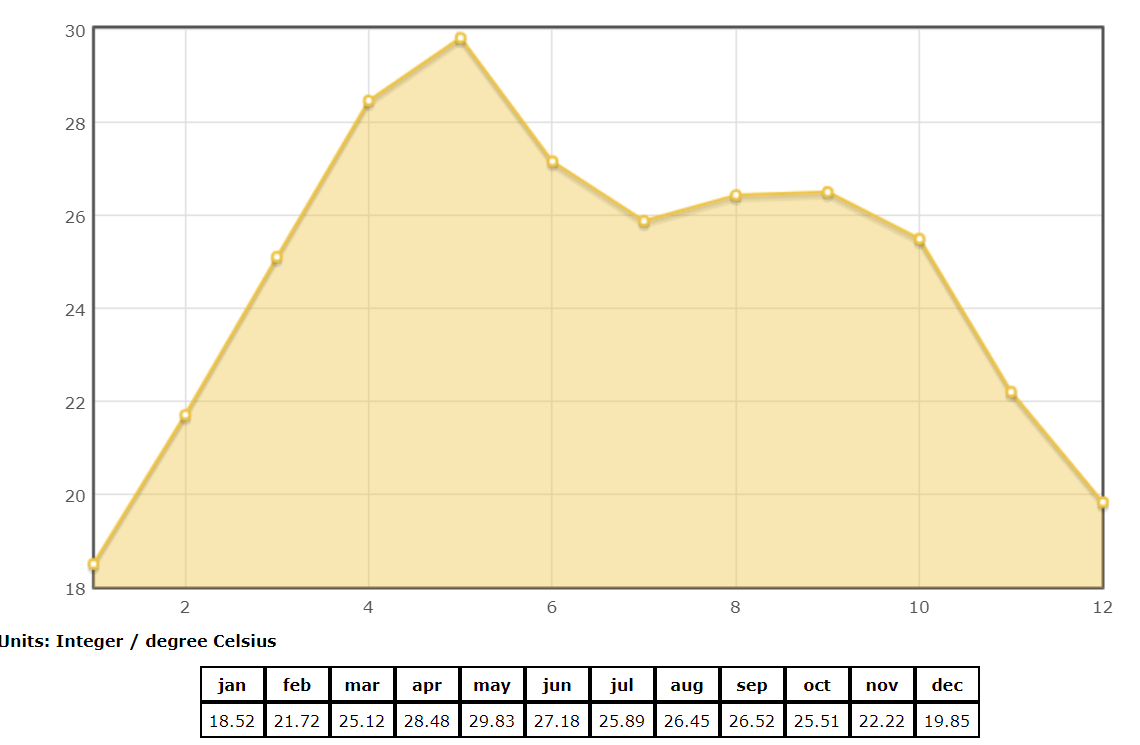 30
28
26
24
22
20
18
2 4 6 8 10 12
Units: Integer / degree Celsius
jan feb mar apr may jun jul aug sep oct nov dec
18.52 21.72 25.12 28.48 29.83 27.18 25.89 26.45 26.52 25.51 22.22 19.85